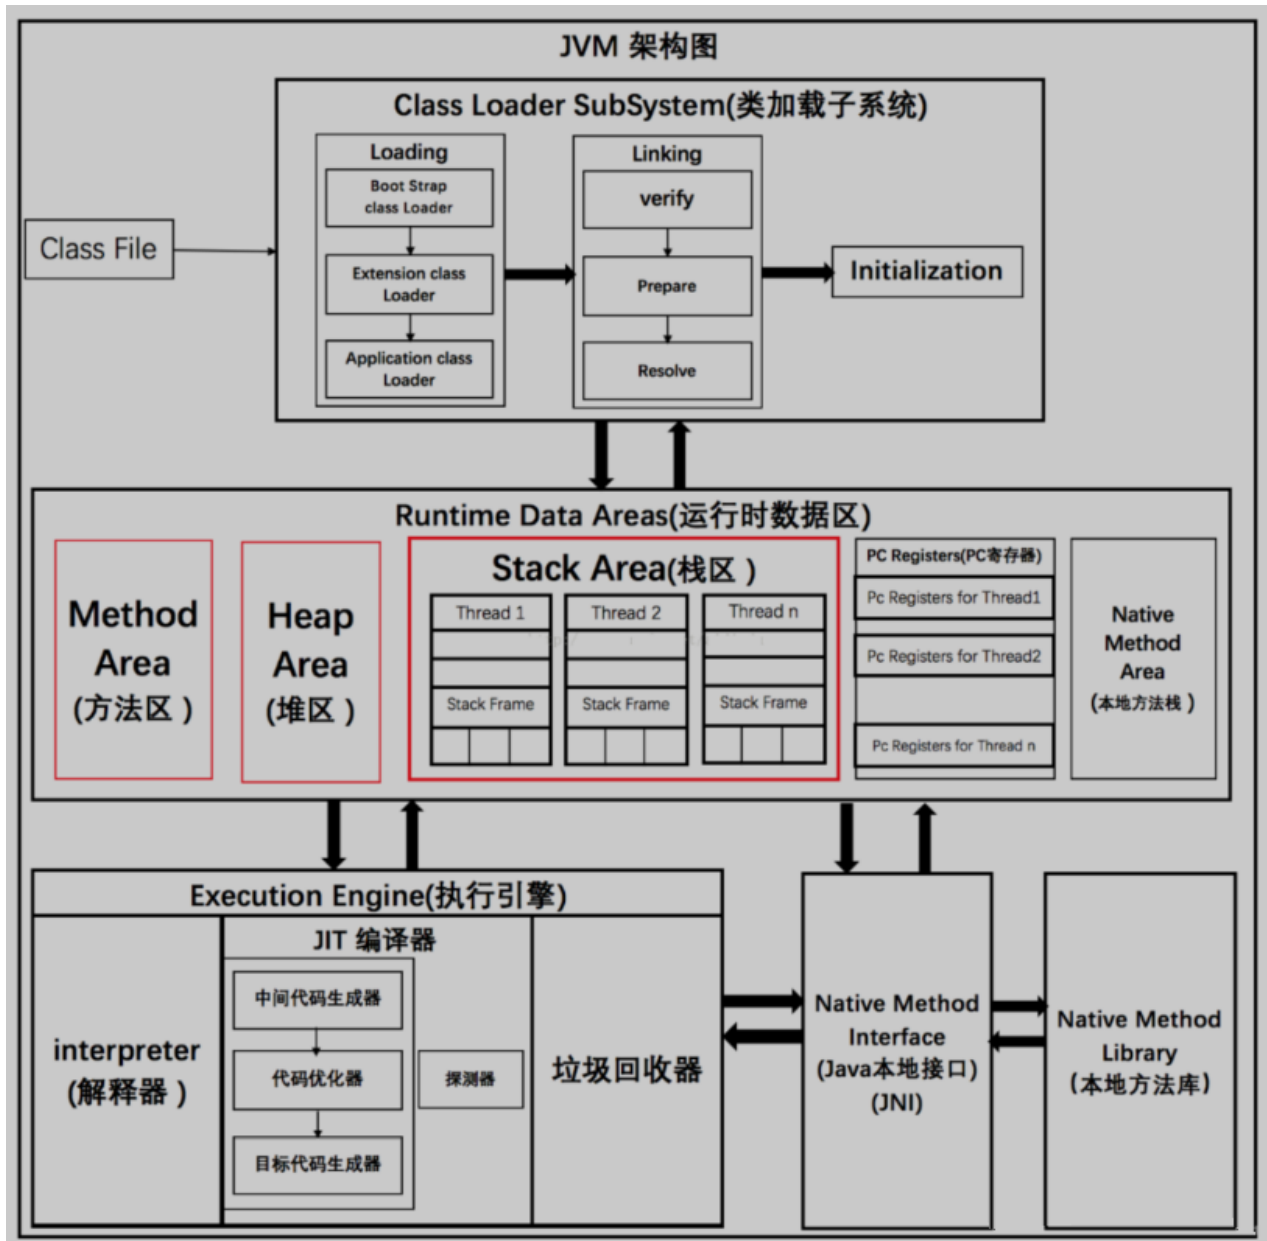 JVM 架构图
Class Loader SubSystem(类加载子系统)
Loading
Boot Strap
class Loader
Extension class
Loader
Application class
Loader
Linking
verify
Prepare
Resolve
Initialization
Class File
Runtime Data Areas(运行时数据区)
Method
Area
(方法区 )
Heap
Area
(堆区 )
Stack Area(栈区 )
Thread 1
Stack Frame
Thread 2
Stack Frame
Thread n
Stack Frame
PC Registers(PC寄存器)
Pc Registers for Thread1
Pc Registers for Thread2
Pc Registers for Thread n
Native
Method
Area
(本地方法栈 )
Execution Engine(执行引擎)
interpreter
(解释器 )
JIT 编译器
中间代码生成器
代码优化器
目标代码生成器
探测器
垃圾回收器
Native Method
Interface
(Java本地接口)
(JNI)
Native Method
Library
(本地方法库)